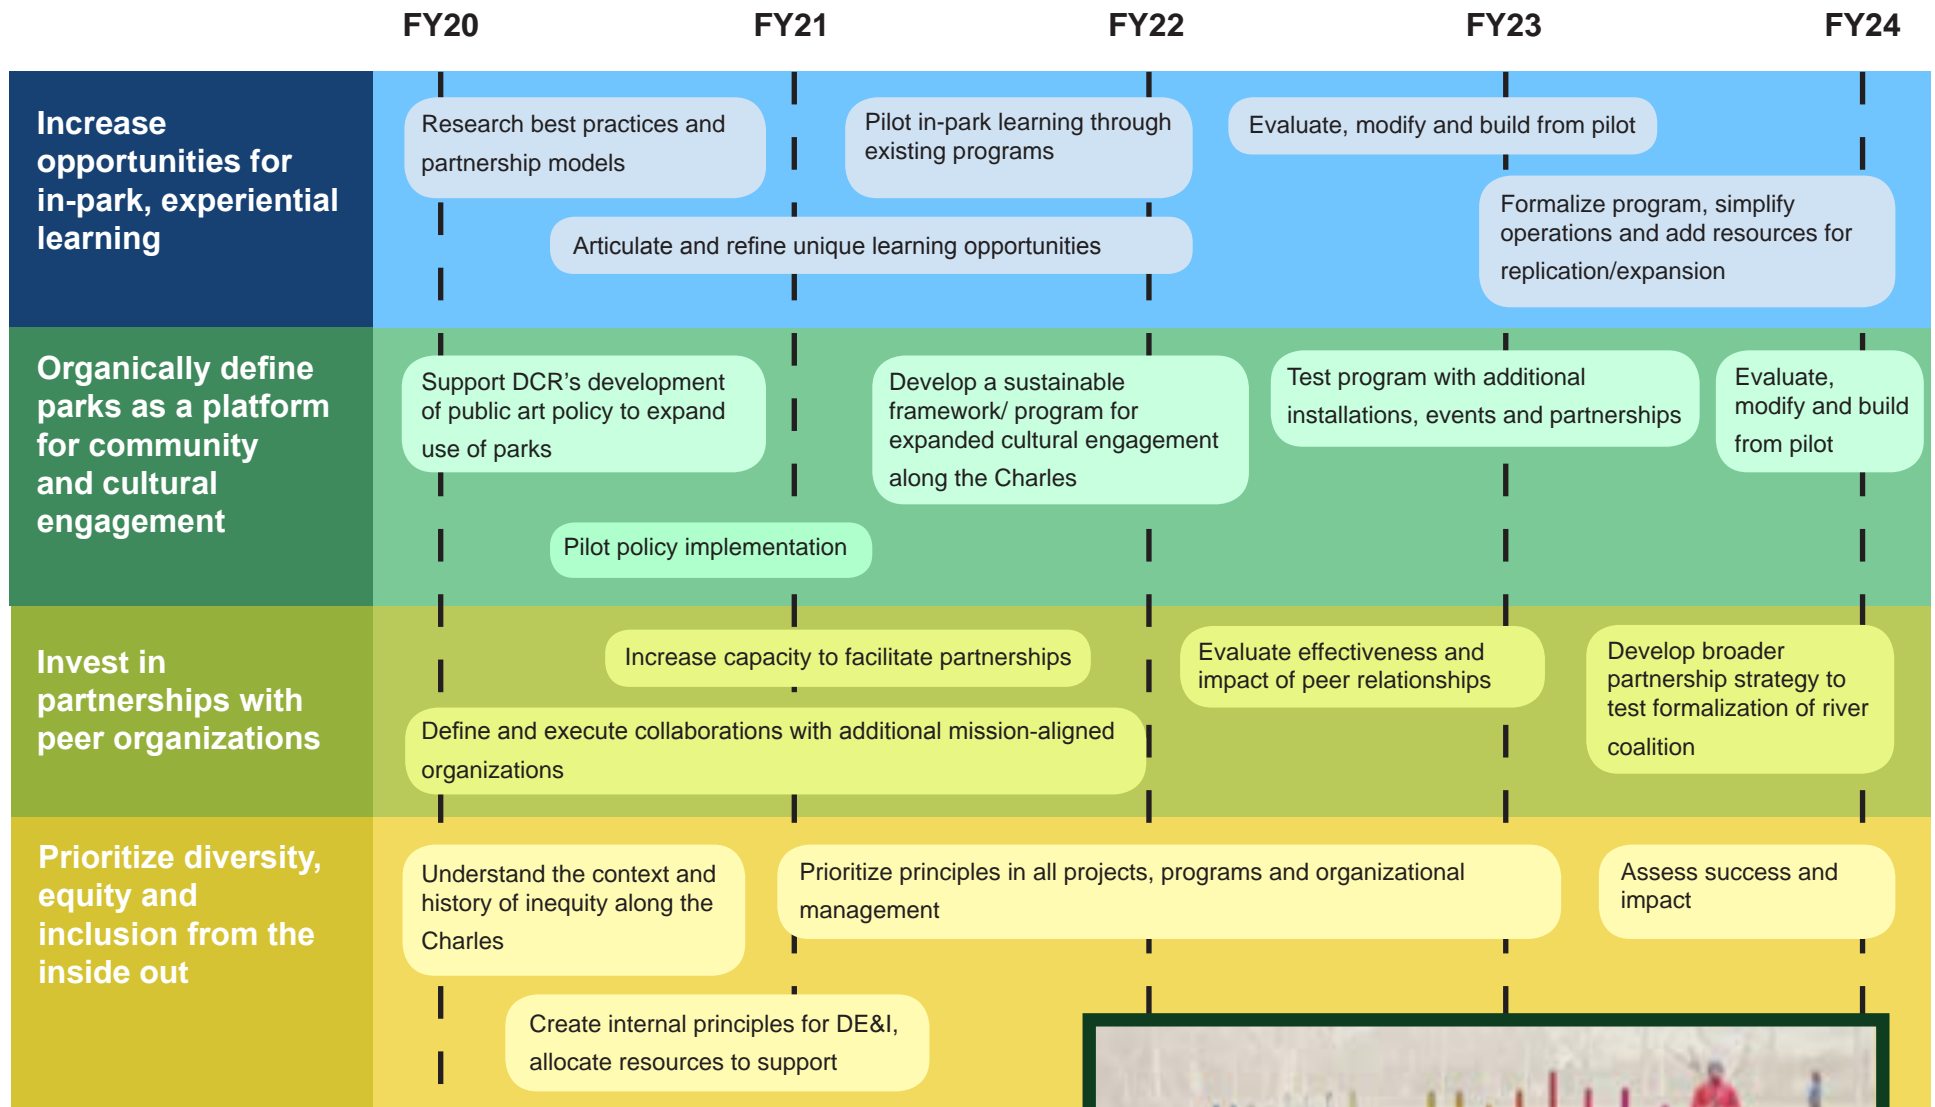 FY20 FY21 FY22 FY23 FY24
Increase
opportunities for
in-park, experiential
learning
Research best practices and
partnership models
Pilot in-park learning through
existing programs
Evaluate, modify and build from pilot
Articulate and refine unique learning opportunities
Formalize program, simplify
operations and add resources for
replication/expansion
Organically define
parks as a platform
for community
and cultural
engagement
Support DCR’s development
of public art policy to expand
use of parks
Develop a sustainable
framework/ program for
expanded cultural engagement
along the Charles
Test program with additional
installations, events and partnerships
Evaluate,
modify and build
from pilot
Pilot policy implementation
Invest in
partnerships with
peer organizations
Increase capacity to facilitate partnerships
Evaluate effectiveness and
impact of peer relationships
Develop broader
partnership strategy to
test formalization of river
coalition
Define and execute collaborations with additional mission-aligned
organizations
Prioritize diversity,
equity and
inclusion from the
inside out
Understand the context and
history of inequity along the
Charles
Prioritize principles in all projects, programs and organizational
management
Assess success and
impact
Create internal principles for DE&I,
allocate resources to support